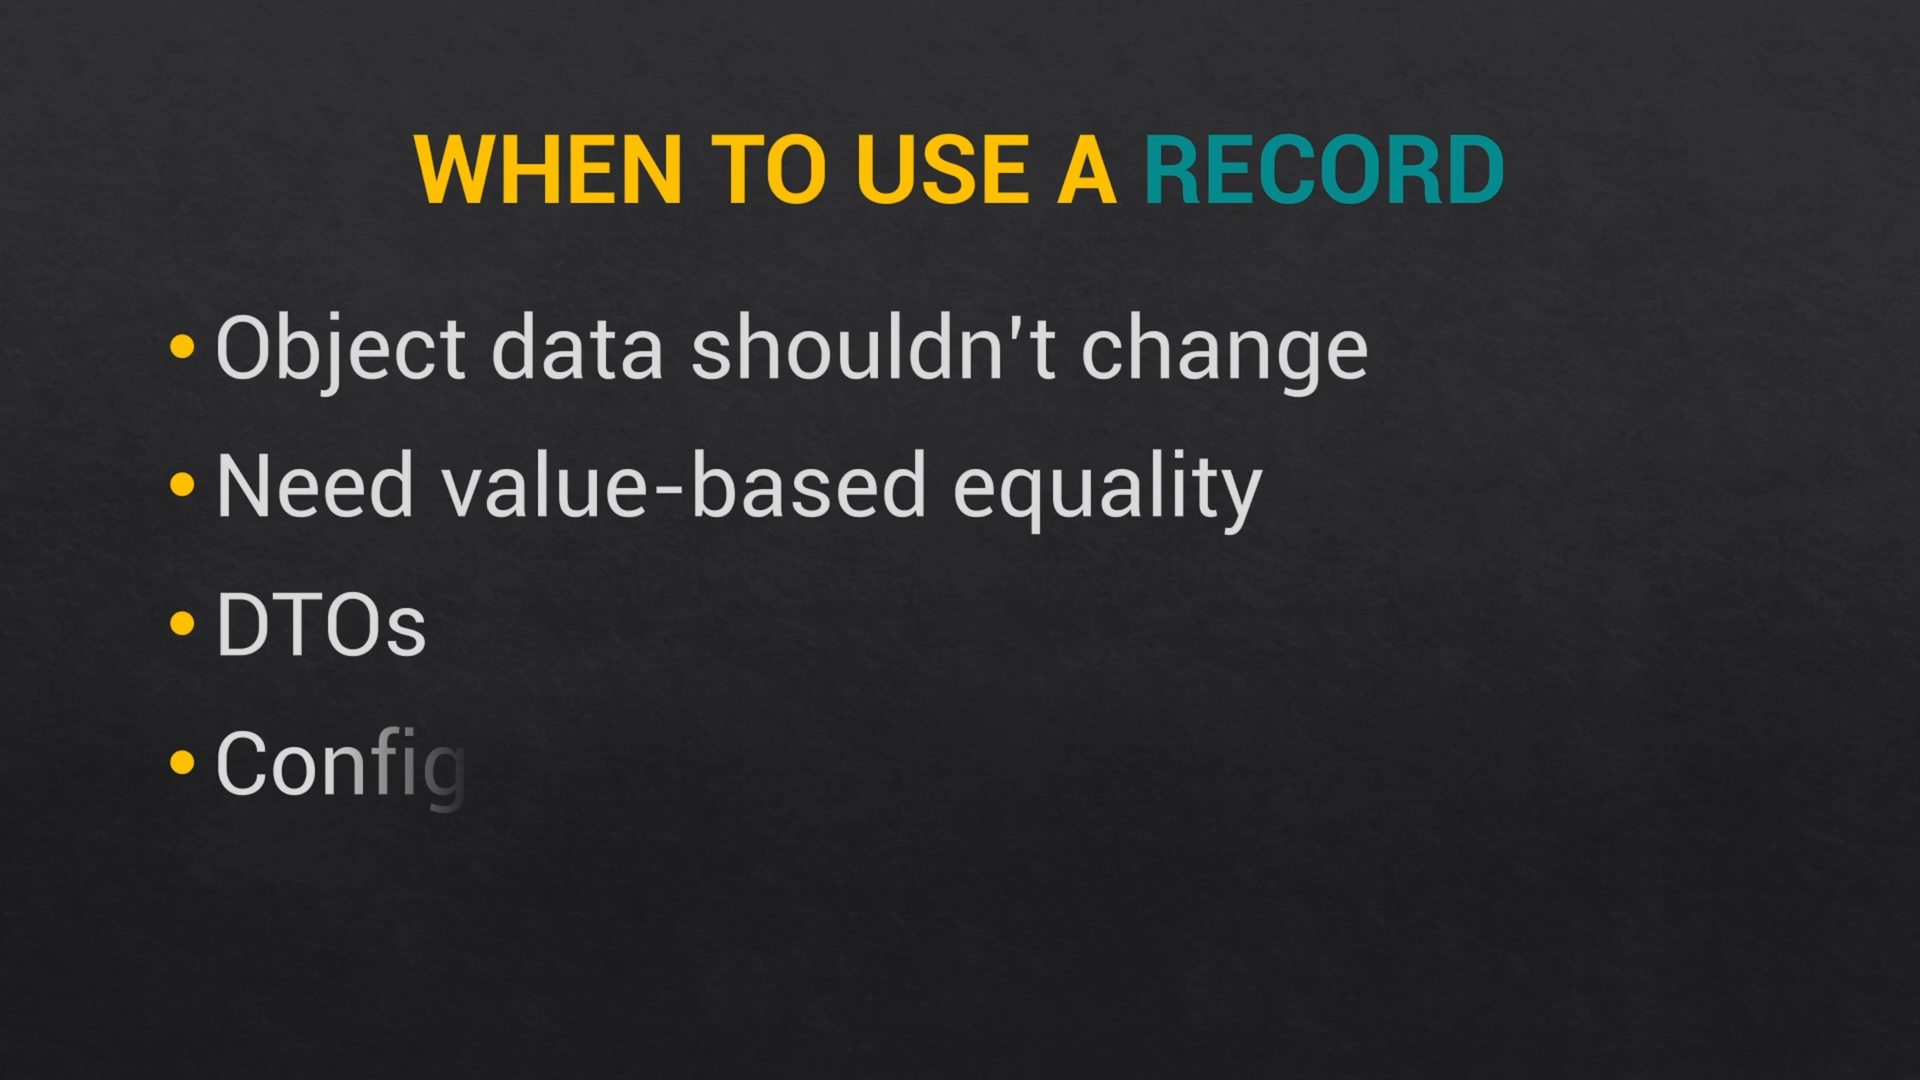 WHEN TO USE A RECORD
• Object data shouldn't change
• Need value-based equality
• DTOs
• Config